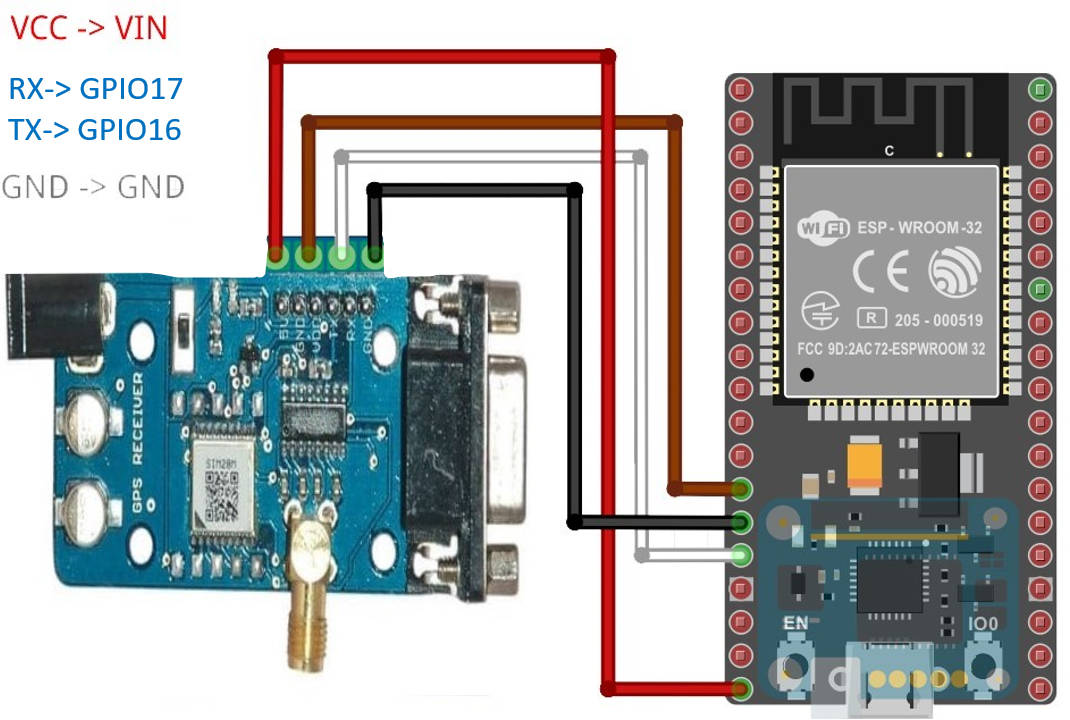 VCC -> VIN
RX-> GPIO17
TX-> GPIO16
GND -> GND
C
WiFi ESP - WROOM -32
CE
R 205 - 000519
FCC 9D:2AC72-ESPWROOM 32
5V
GND
VDD
TX
RX
GND
GPS RECEIVER
SIM28M
EN
IO0